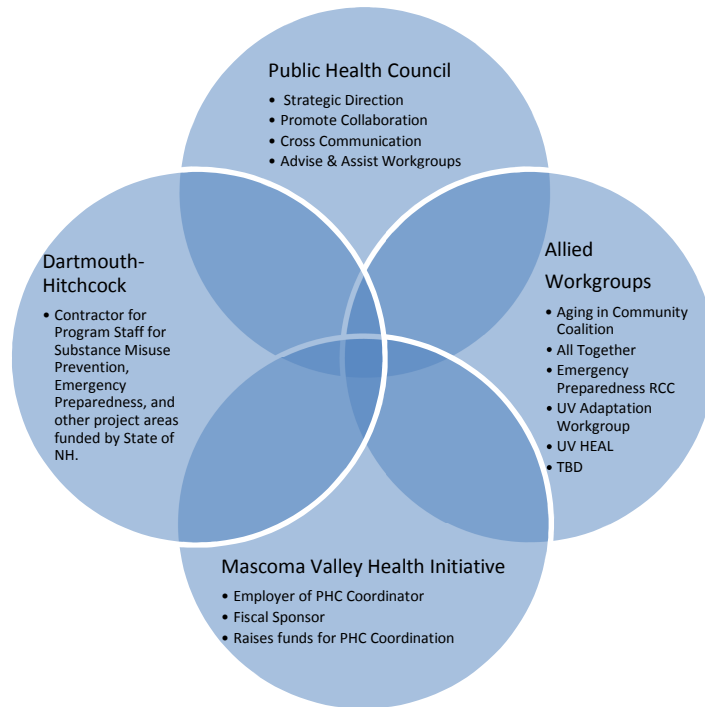 Public Health Council
• Strategic Direction
• Promote Collaboration
• Cross Communication
• Advise & Assist Workgroups
Dartmouth-
Hitchcock
• Contractor for
Program Staff for
Substance Misuse
Prevention,
Emergency
Preparedness, and
other project areas
funded by State of
NH.
Allied
Workgroups
• Aging in Community
Coalition
• All Together
• Emergency
Preparedness RCC
• UV Adaptation
Workgroup
• UV HEAL
• TBD
Mascoma Valley Health Initiative
• Employer of PHC Coordinator
• Fiscal Sponsor
• Raises funds for PHC Coordination